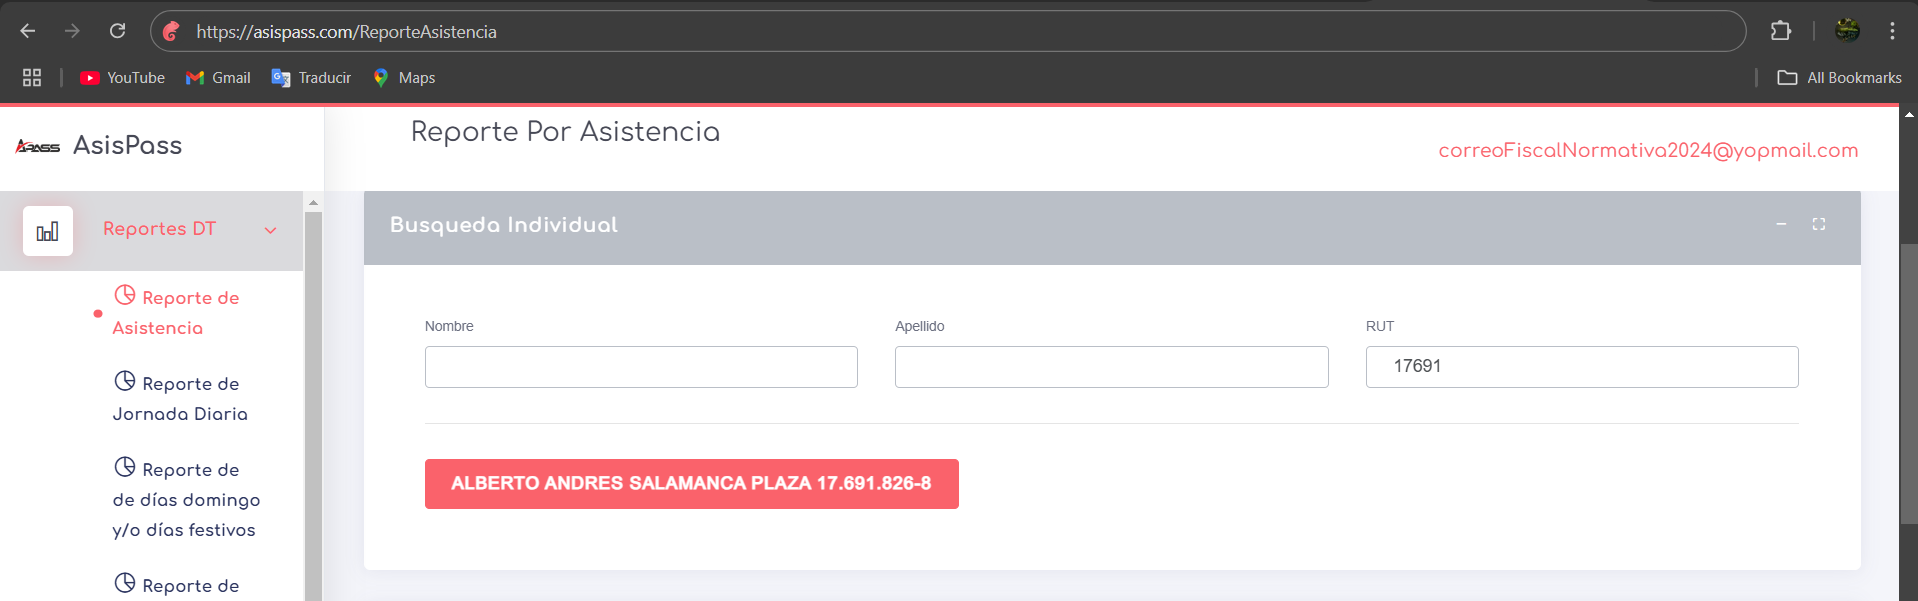 https://asispass.com/ReporteAsistencia
YouTube Gmail Traducir Maps All Bookmarks
APASS AsisPass
Reporte Por Asistencia
correoFiscalNormativa2024@yopmail.com
Reportes DT
Reporte de
Asistencia
Reporte de
Jornada Diaria
Reporte de
de días domingo
y/o días festivos
Reporte de
Busqueda Individual
Nombre Apellido RUT
17691
ALBERTO ANDRES SALAMANCA PLAZA 17.691.826-8